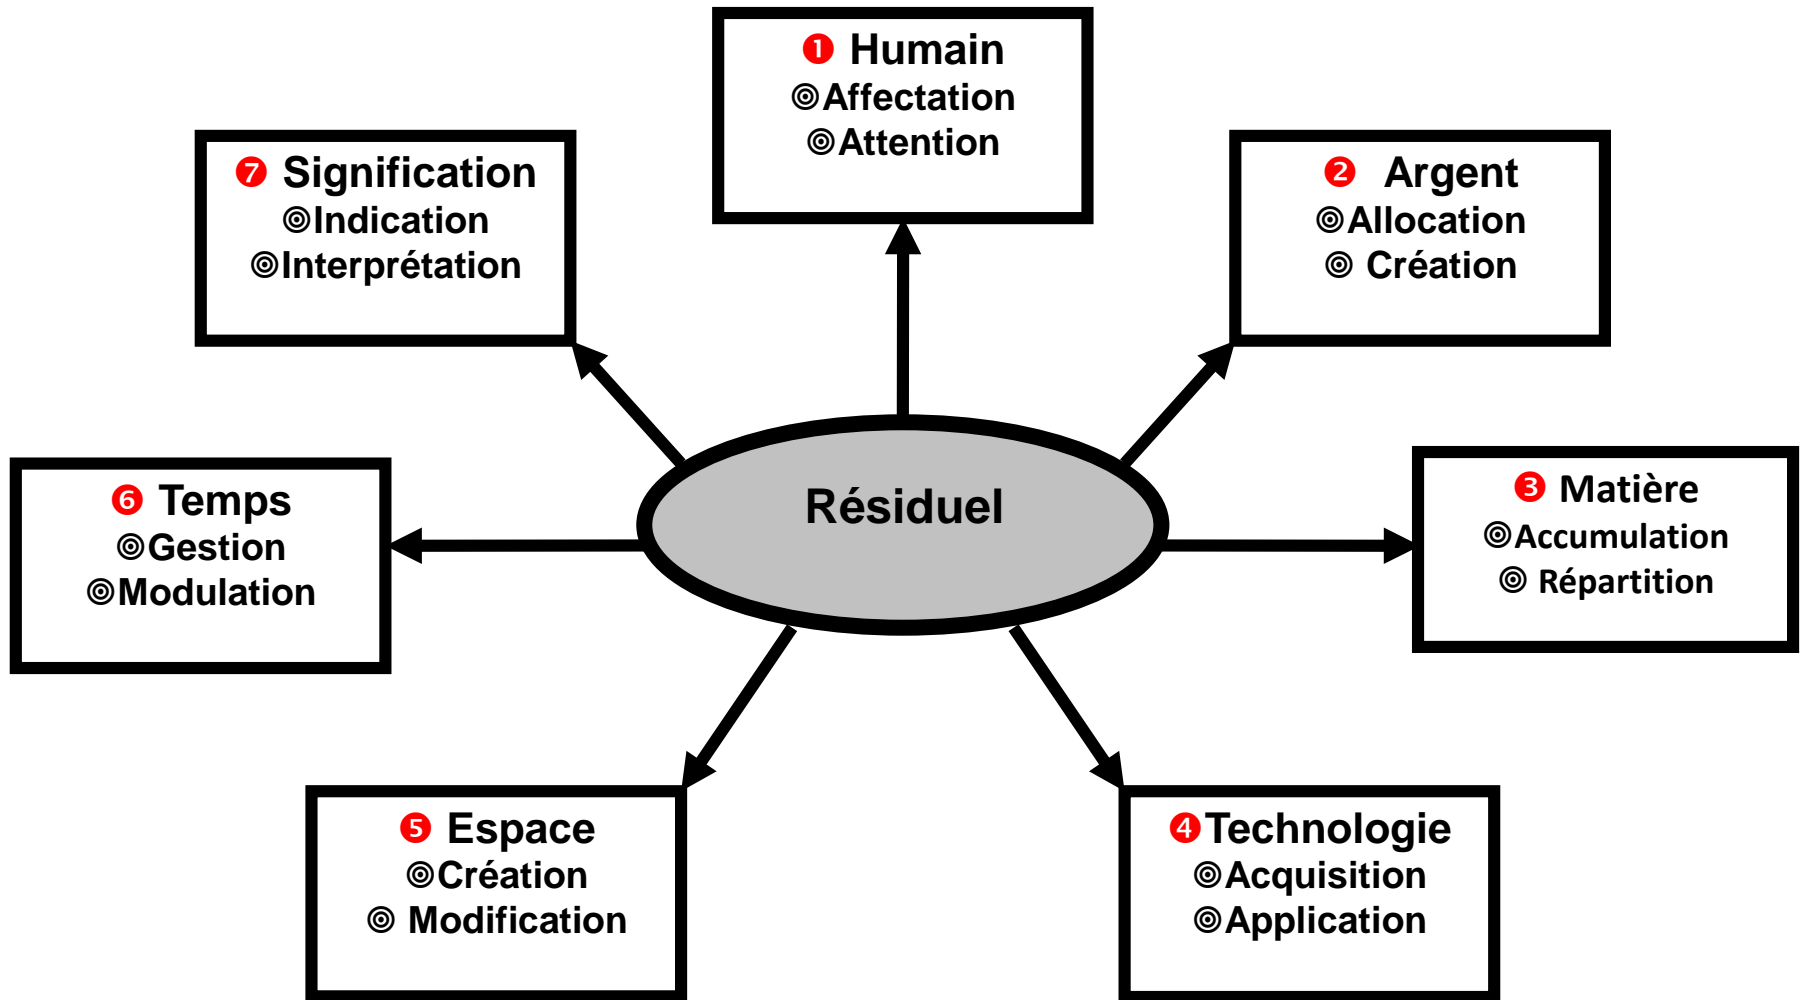 ❶ Humain
◎Affectation
◎Attention
❷ Argent
◎Allocation
◎ Création
❸ Matière
◎Accumulation
◎ Répartition
❹Technologie
◎Acquisition
◎Application
❺ Espace
◎Création
◎ Modification
❻ Temps
◎Gestion
◎Modulation
❼ Signification
◎Indication
◎Interprétation
Résiduel